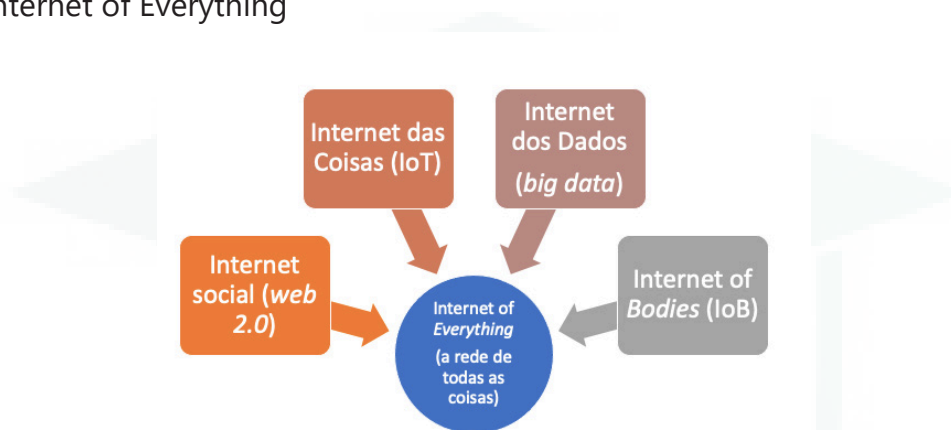 nternet of Everything
Internet das
Coisas (IoT)
Internet
dos Dados
(big data)
Internet
social (web
2.0)
Internet of
Bodies (IoB)
Internet of
Everything
(a rede de
todas as
coisas)